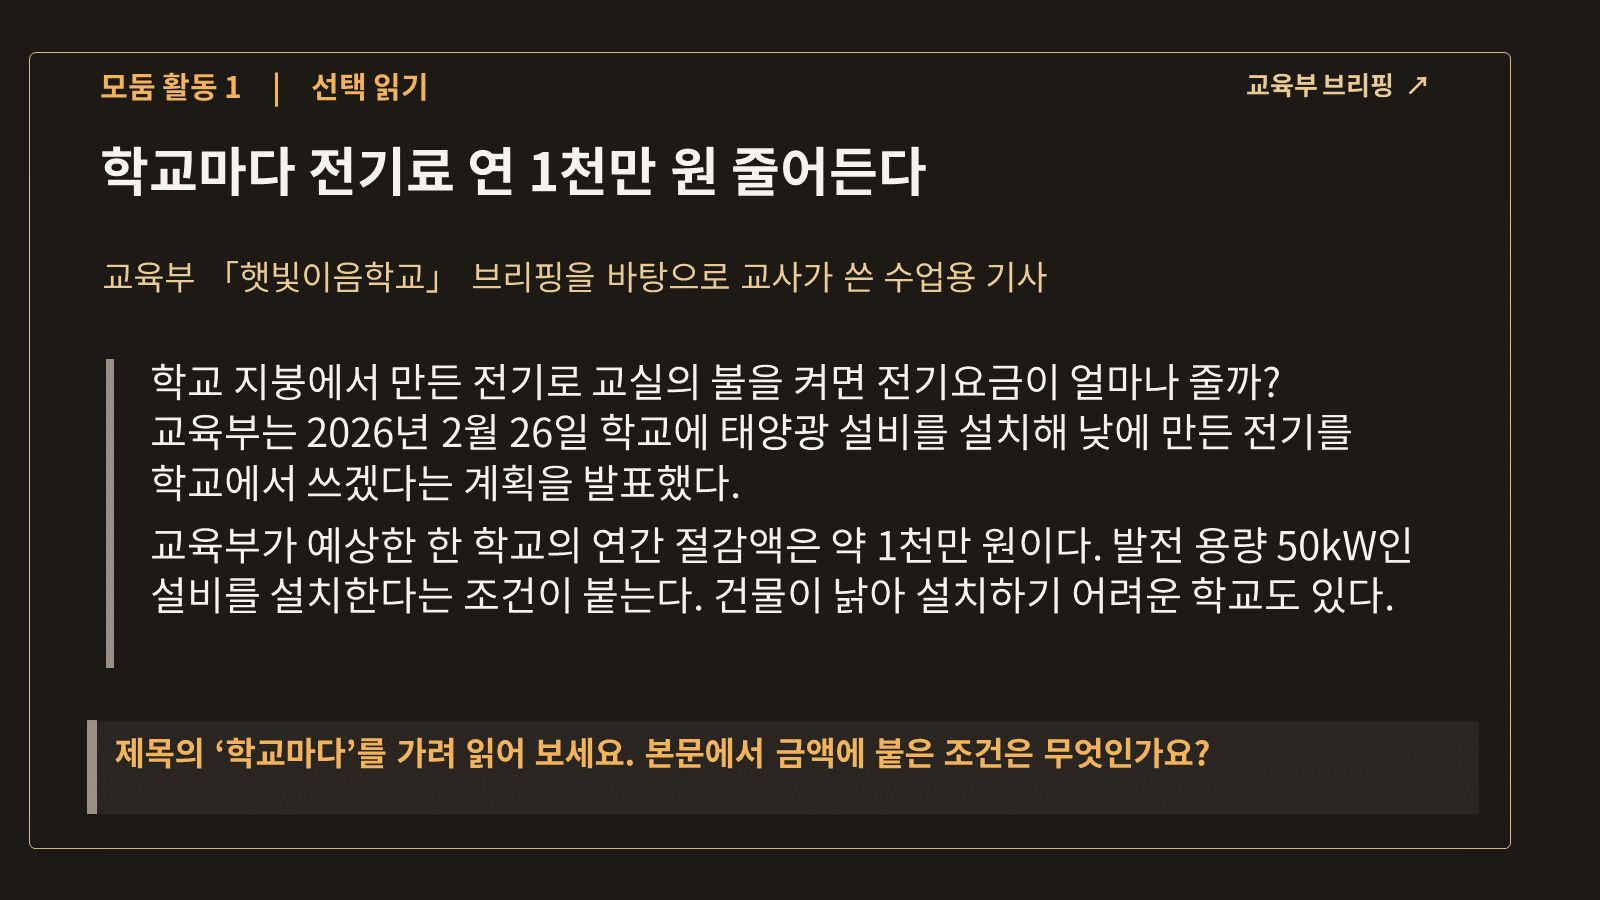 모둠 활동 1 | 선택 읽기
교육부 브리핑 ↗
학교마다 전기료 연 1천만 원 줄어든다
교육부 「햇빛이음학교」 브리핑을 바탕으로 교사가 쓴 수업용 기사
학교 지붕에서 만든 전기로 교실의 불을 켜면 전기요금이 얼마나 줄까?
교육부는 2026년 2월 26일 학교에 태양광 설비를 설치해 낮에 만든 전기를
학교에서 쓰겠다는 계획을 발표했다.
교육부가 예상한 한 학교의 연간 절감액은 약 1천만 원이다. 발전 용량 50kW인
설비를 설치한다는 조건이 붙는다. 건물이 낡아 설치하기 어려운 학교도 있다.
제목의 ‘학교마다’를 가려 읽어 보세요. 본문에서 금액에 붙은 조건은 무엇인가요?